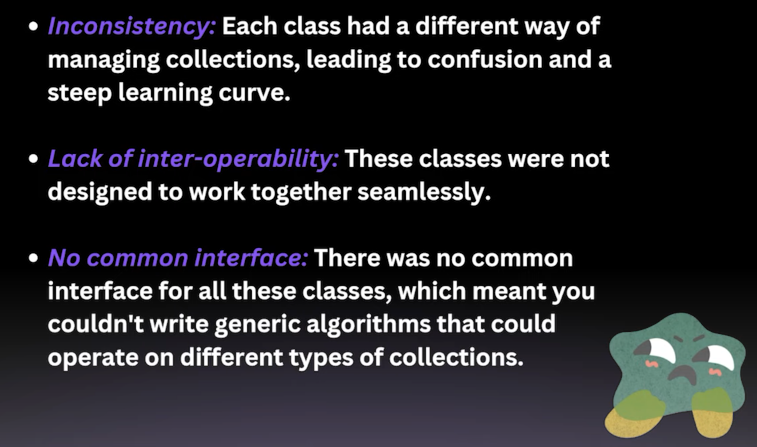 • Inconsistency: Each class had a different way of
managing collections, leading to confusion and a
steep learning curve.
• Lack of inter-operability: These classes were not
designed to work together seamlessly.
• No common interface: There was no common
interface for all these classes, which meant you
couldn't write generic algorithms that could
operate on different types of collections.